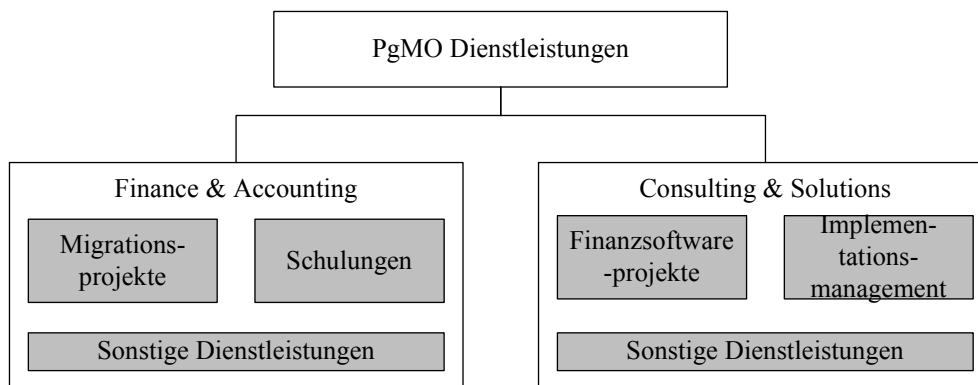 PgMO Dienstleistungen
Finance & Accounting
Migrations-
projekte
Schulungen
Sonstige Dienstleistungen
Consulting & Solutions
Finanzsoftware
-projekte
Implemen-
tations-
management
Sonstige Dienstleistungen